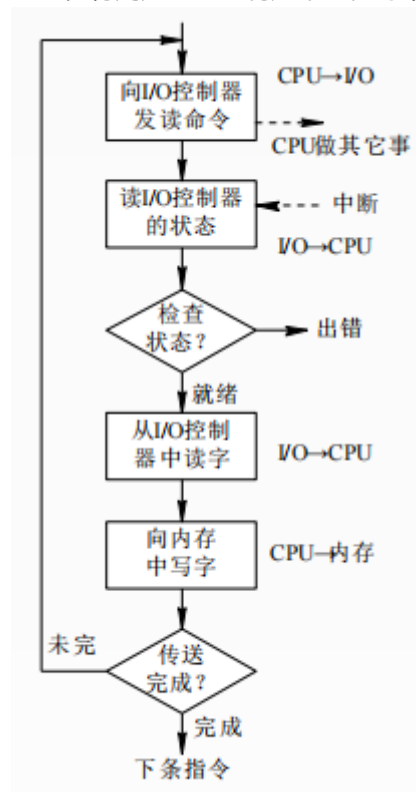 CPU→I/O
向I/O控制器
发读命令
CPU做其它事
读I/O控制器
的状态
中断
I/O→CPU
检查
状态？
出错
就绪
从I/O控制
器中读字
I/O→CPU
向内存
中写字
CPU→内存
未完
传送
完成？
完成
下条指令